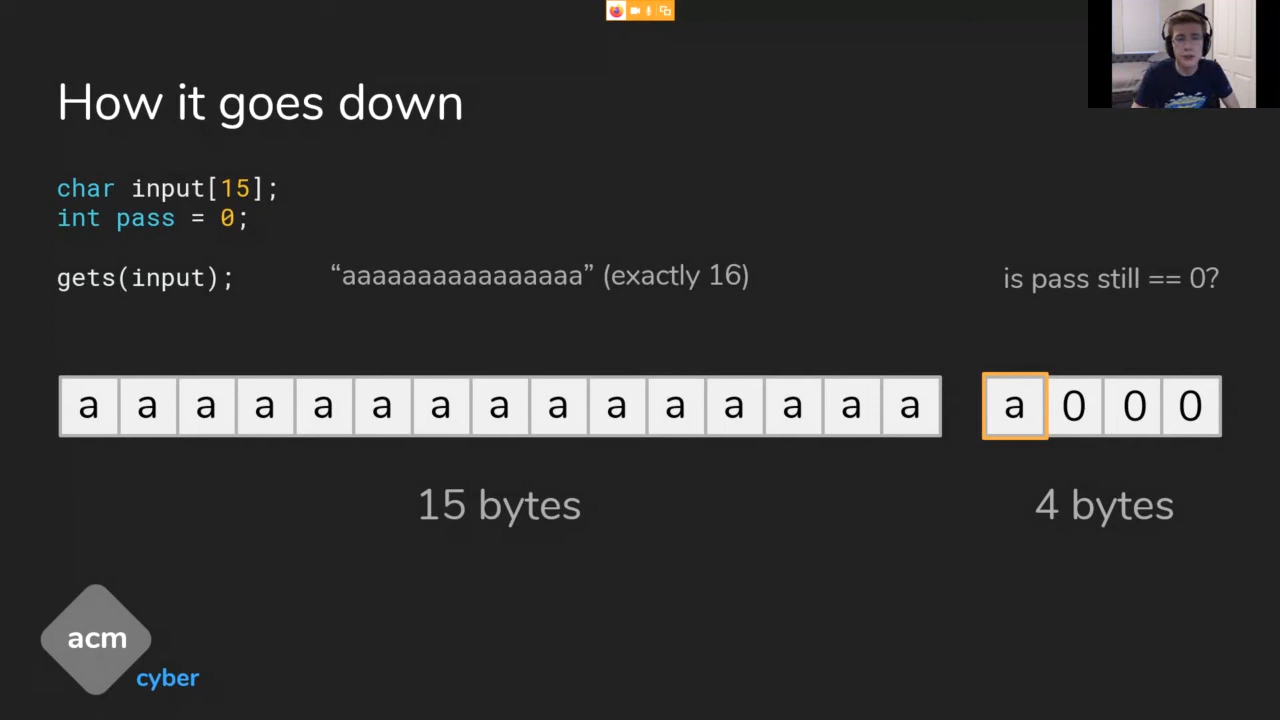 How it goes down
char input[15];
int pass = 0;
gets(input); “aaaaaaaaaaaaaaaa” (exactly 16) is pass still == 0?
a a a a a a a a a a a a a a a a 0 0 0
15 bytes 4 bytes
acm
cyber